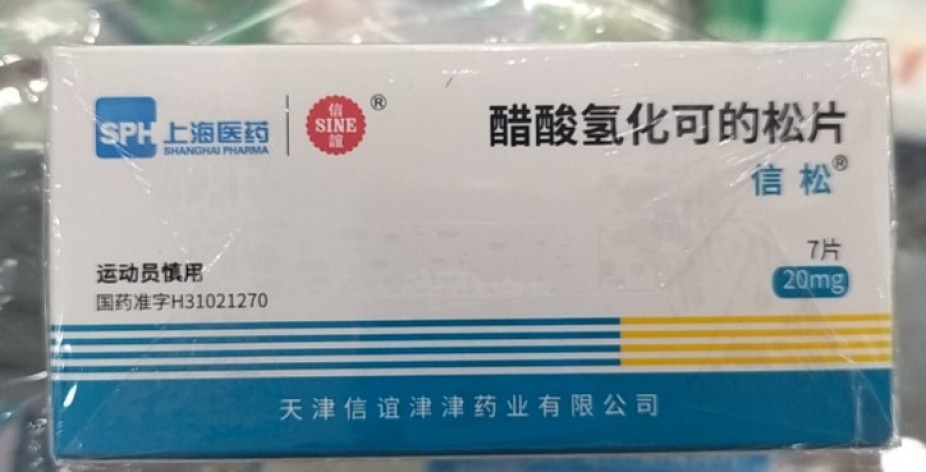 SPH 上海医药
SHANGHAI PHARMA
信
SINE
誼
®
醋酸氢化可的松片
信松®
7片
20mg
运动员慎用
国药准字H31021270
天津信谊津津药业有限公司